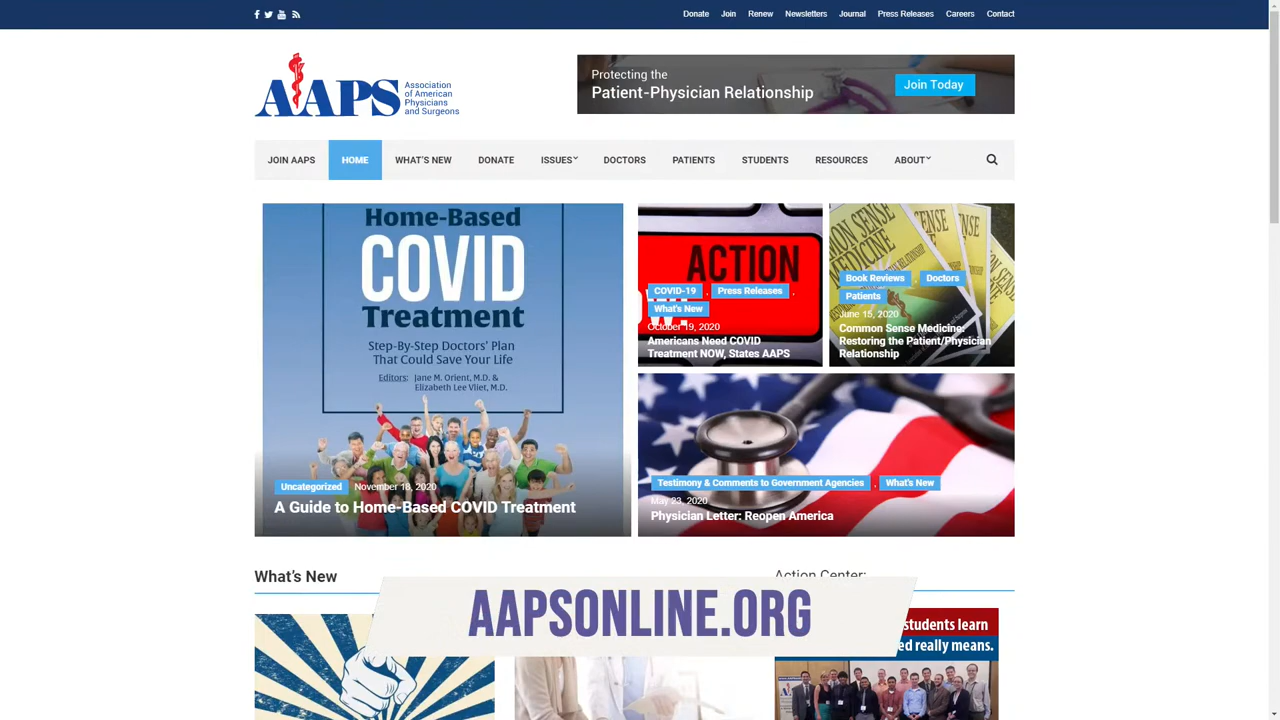 Donate Join Renew Newsletters Journal Press Releases Careers Contact
AAPS
Association
of American
Physicians
and Surgeons
Protecting the
Patient-Physician Relationship
Join Today
JOIN AAPS HOME WHAT'S NEW DONATE ISSUES DOCTORS PATIENTS STUDENTS RESOURCES ABOUT
Home-Based
COVID
Treatment
Step-By-Step Doctors' Plan
That Could Save Your Life
Editors: Jane M. Orient, M.D. &
Elizabeth Lee Vliet, M.D.
Uncategorized November 18, 2020
A Guide to Home-Based COVID Treatment
ACTION
COVID-19 , Press Releases ,
What's New
October 19, 2020
Americans Need COVID
Treatment NOW, States AAPS
Book Reviews , Doctors ,
Patients
June 15, 2020
Common Sense Medicine:
Restoring the Patient/Physician
Relationship
Testimony & Comments to Government Agencies , What's New
May 23, 2020
Physician Letter: Reopen America
What's New
Action Center:
AAPSONLINE.ORG
students learn
ed really means.